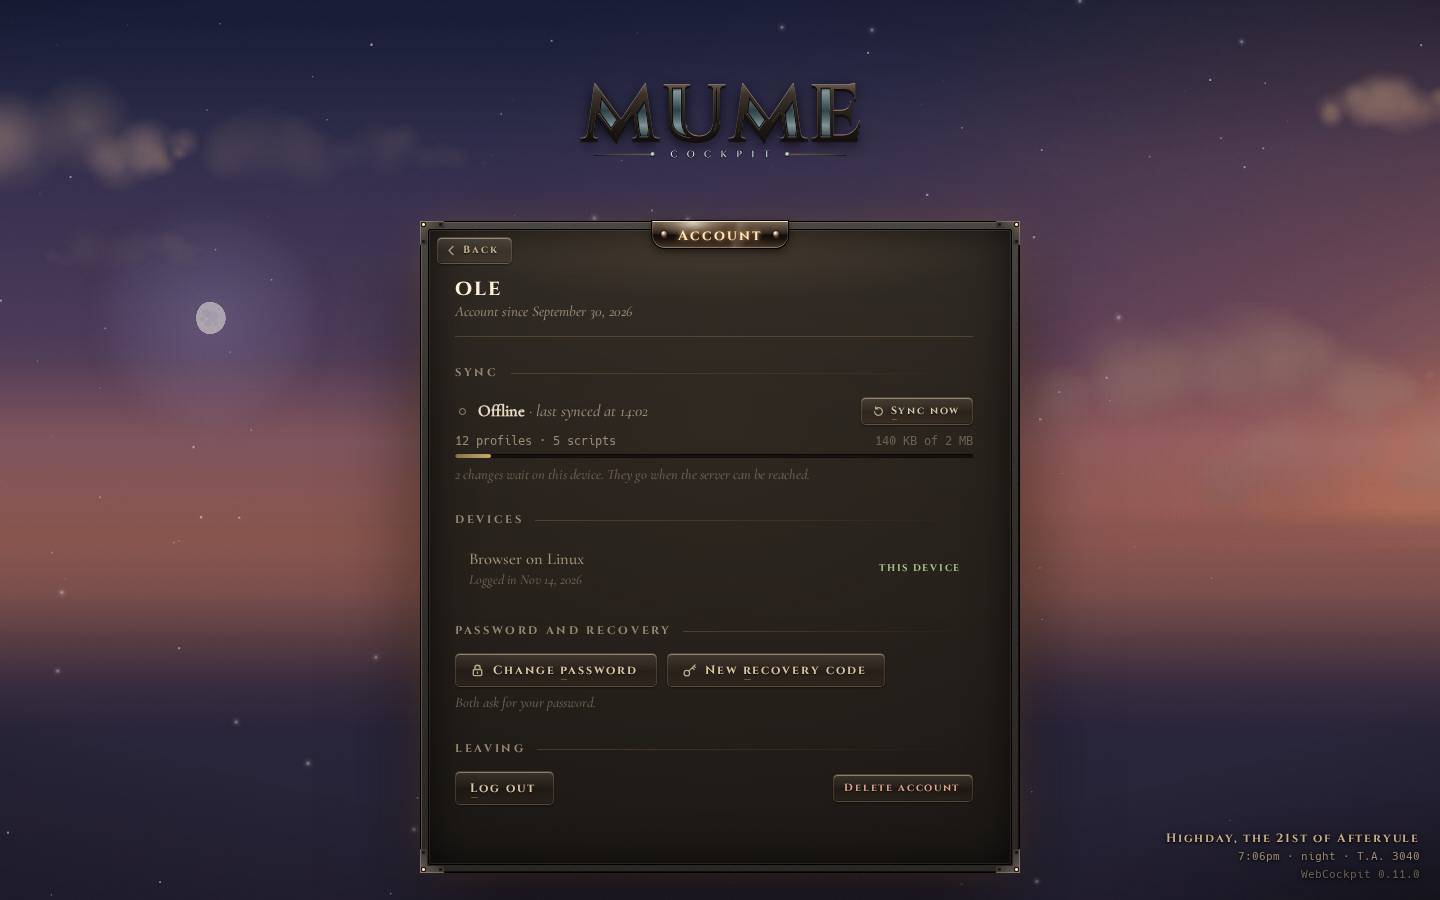 MUME
COCKPIT
Account
Back
OLE
Account since September 30, 2026
SYNC
Offline · last synced at 14:02
Sync now
12 profiles · 5 scripts
140 KB of 2 MB
2 changes wait on this device. They go when the server can be reached.
DEVICES
Browser on Linux
Logged in Nov 14, 2026
THIS DEVICE
PASSWORD AND RECOVERY
Change password
New recovery code
Both ask for your password.
LEAVING
Log out
Delete account
Highday, the 21st of Afteryule
7:06pm · night · T.A. 3040
WebCockpit 0.11.0